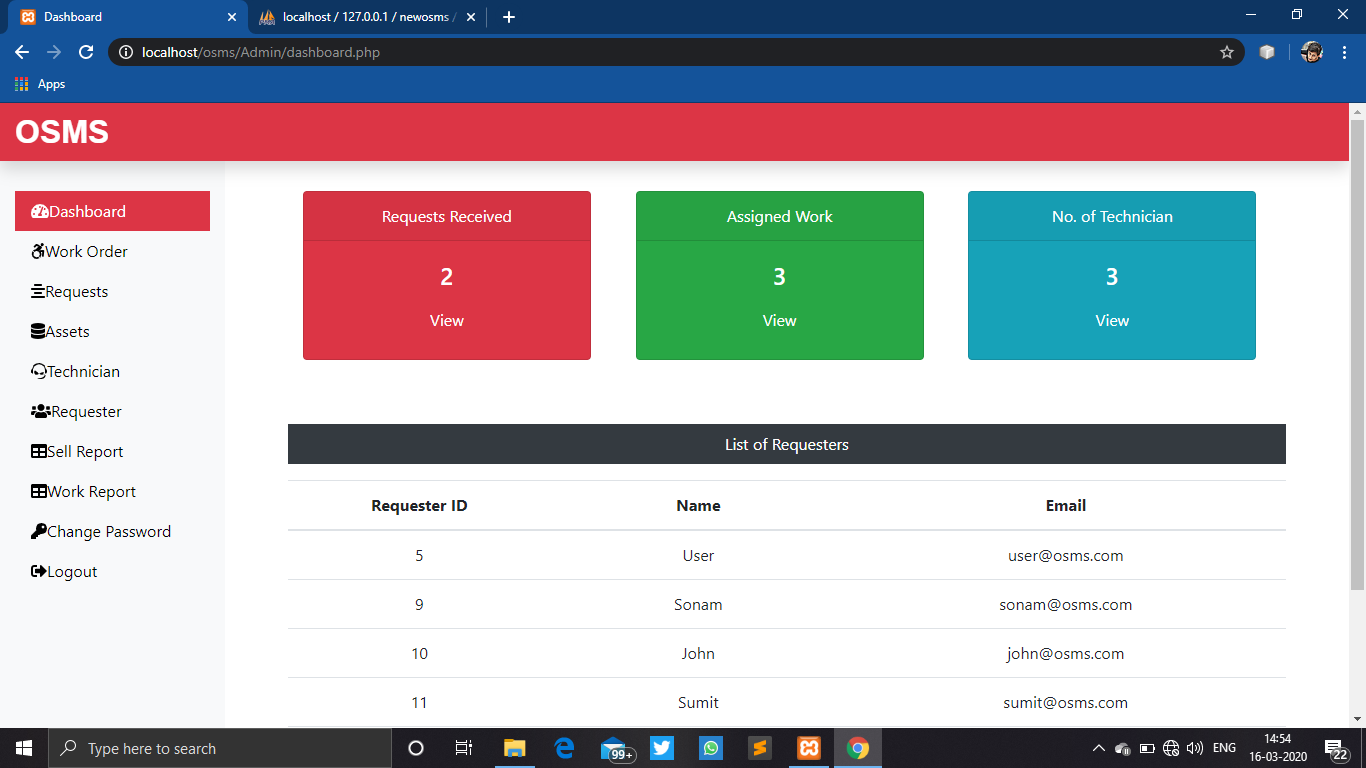 Dashboard
localhost / 127.0.0.1 / newosms /
localhost/osms/Admin/dashboard.php
Apps
OSMS
Dashboard
Work Order
Requests
Assets
Technician
Requester
Sell Report
Work Report
Change Password
Logout
Requests Received
2
View
Assigned Work
3
View
No. of Technician
3
View
List of Requesters
Requester ID Name Email
5 User user@osms.com
9 Sonam sonam@osms.com
10 John john@osms.com
11 Sumit sumit@osms.com
Type here to search
99+
ENG
14:54
16-03-2020
22